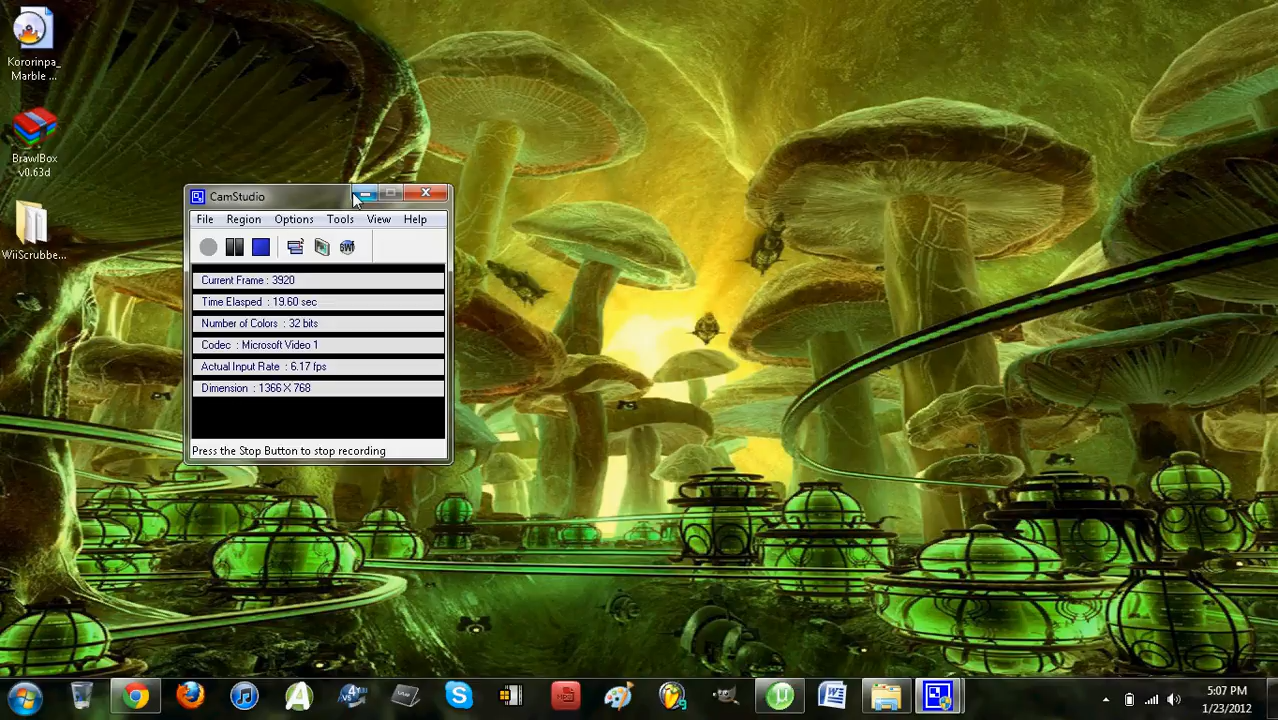 Kororinpa_
Marble ...
BrawlBox
v0.63d
WiiScrubbe...
CamStudio
File Region Options Tools View Help
SWF
Current Frame : 3920
Time Elasped : 19.60 sec
Number of Colors : 32 bits
Codec : Microsoft Video 1
Actual Input Rate : 6.17 fps
Dimension : 1366 X 768
Press the Stop Button to stop recording
5:07 PM
1/23/2012